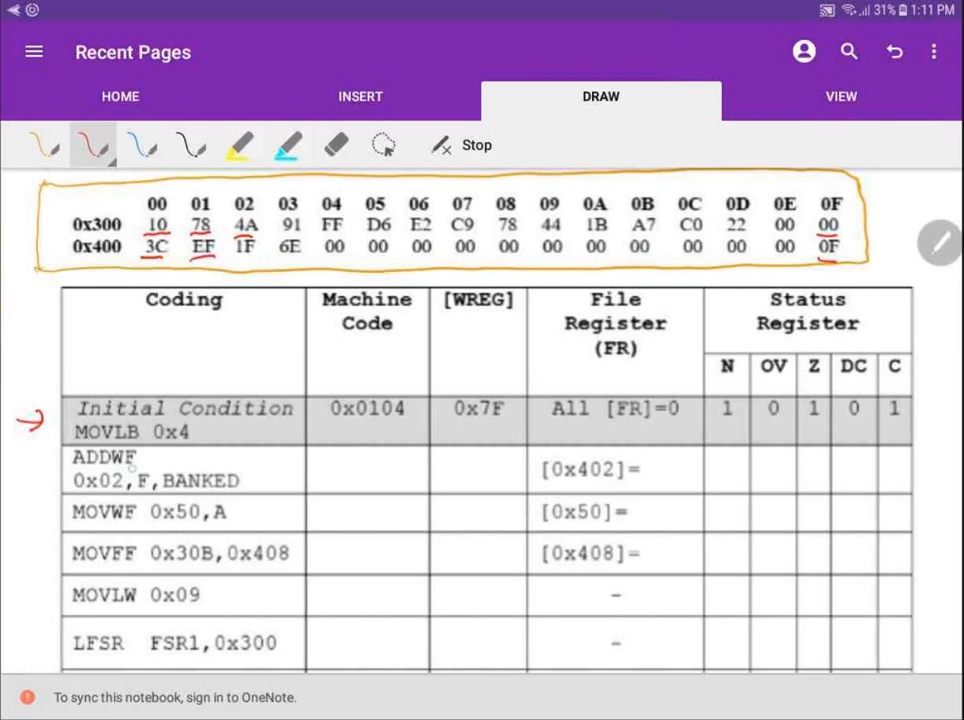 31% 1:11 PM
Recent Pages
HOME INSERT DRAW VIEW
Stop
00 01 02 03 04 05 06 07 08 09 0A 0B 0C 0D 0E 0F
0x300 10 78 4A 91 FF D6 E2 C9 78 44 1B A7 C0 22 00 00
0x400 3C EF 1F 6E 00 00 00 00 00 00 00 00 00 00 00 0F
Coding Machine Code [WREG] File Register (FR) Status Register
N OV Z DC C
Initial Condition 0x0104 0x7F All [FR]=0 1 0 1 0 1
MOVLB 0x4
ADDWF
0x02,F,BANKED [0x402]=
MOVWF 0x50,A [0x50]=
MOVFF 0x30B,0x408 [0x408]=
MOVLW 0x09 –
LFSR FSR1,0x300 –
To sync this notebook, sign in to OneNote.